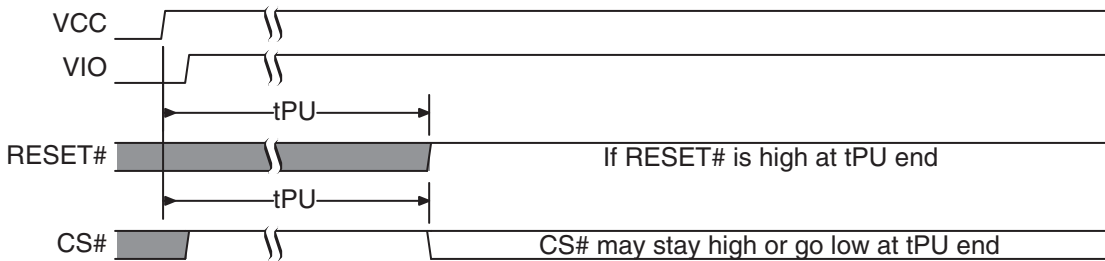 VCC
VIO
tPU
RESET#
If RESET# is high at tPU end
tPU
CS#
CS# may stay high or go low at tPU end